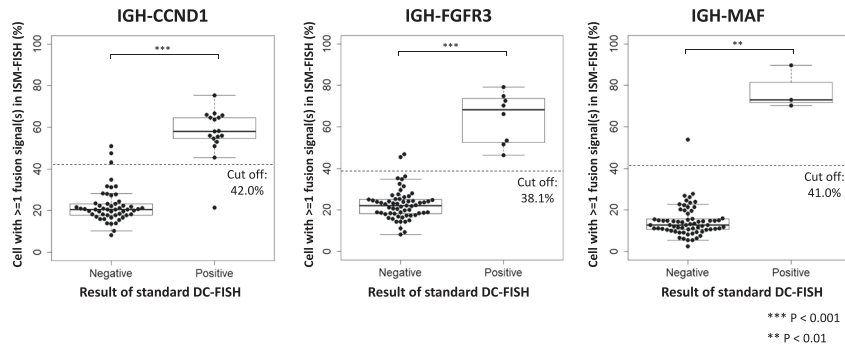 IGH-CCND1
Cell with >=1 fusion signal(s) in ISM-FISH (%)
100
80
60
40
20
0
***
Cut off:
42.0%
Negative
Positive
Result of standard DC-FISH
IGH-FGFR3
Cell with >=1 fusion signal(s) in ISM-FISH (%)
100
80
60
40
20
0
***
Cut off:
38.1%
Negative
Positive
Result of standard DC-FISH
IGH-MAF
Cell with >=1 fusion signal(s) in ISM-FISH (%)
100
80
60
40
20
0
**
Cut off:
41.0%
Negative
Positive
Result of standard DC-FISH
*** P < 0.001
** P < 0.01